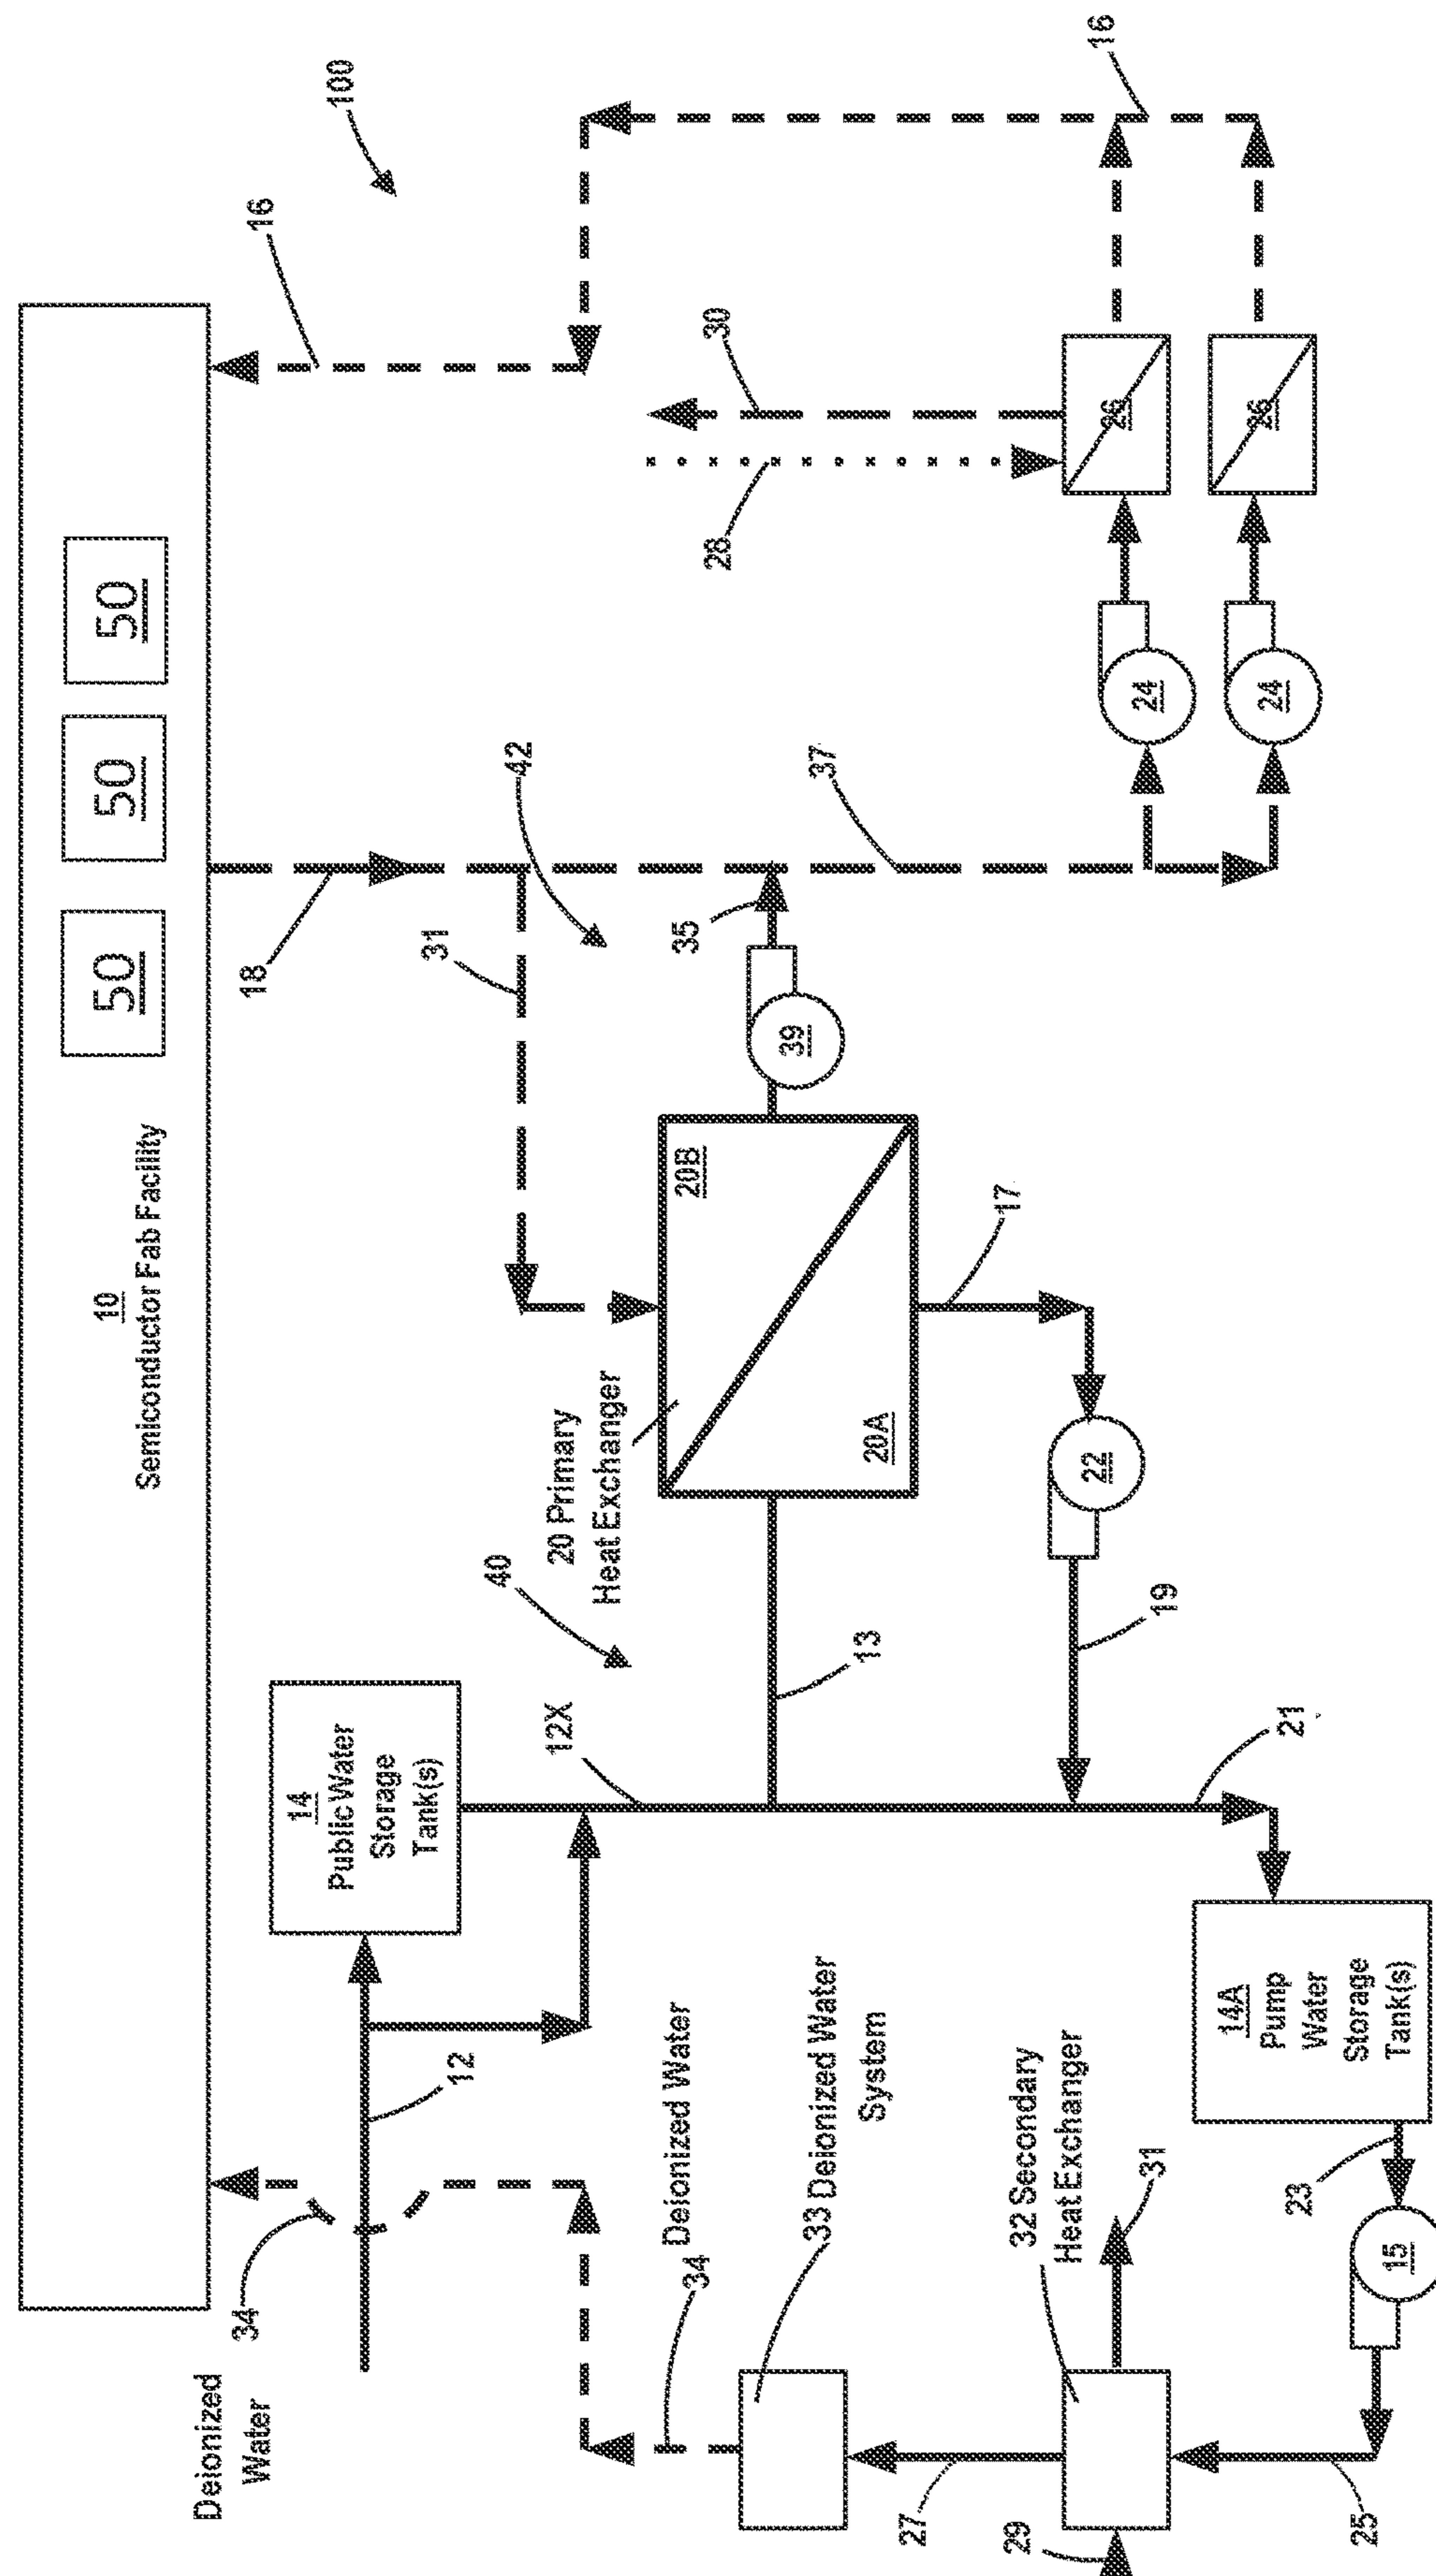 10
Semiconductor Fab Facility
50
50
50
Deionized
Water
34
18
16
100
14
Public Water
Storage
Tank(s)
12
31
40
42
12X
20 Primary
Heat Exchanger
Deionized Water
34
20B
35
28
30
39
33 Deionized Water
System
37
13
20A
27
17
32 Secondary
Heat Exchanger
29
22
24
26
16
31
19
14A
Pump
Water
Storage
Tank(s)
21
24
26
23
25
15